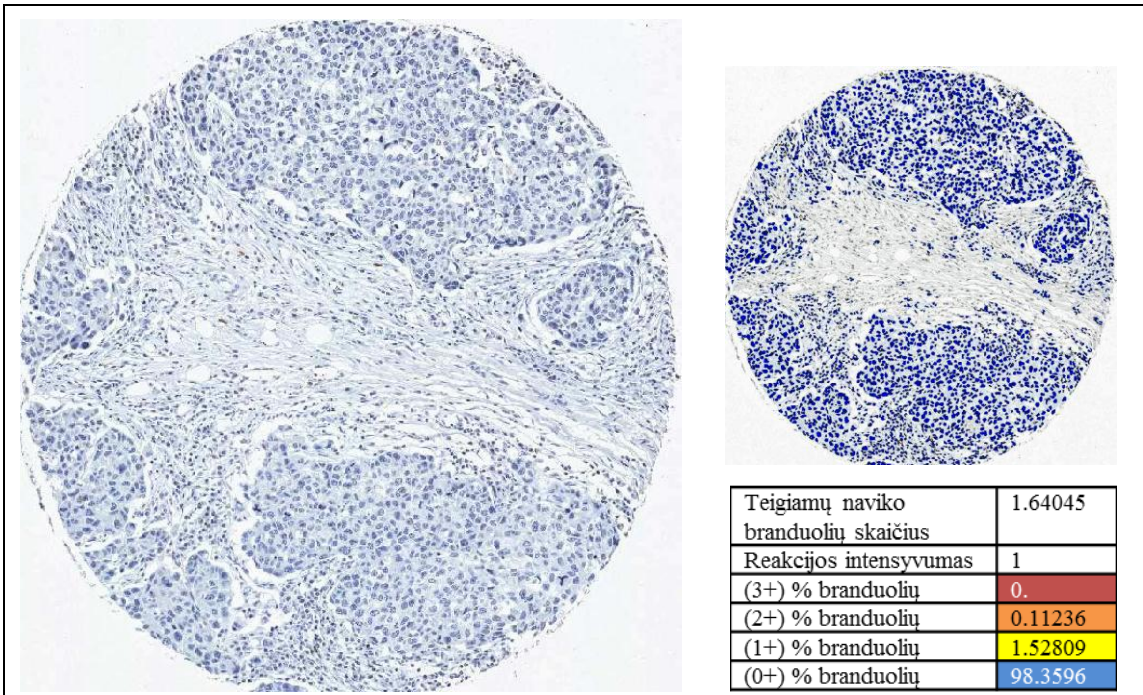 Teigiamų naviko 1.64045
branduolių skaičius
Reakcijos intensyvumas 1
(3+) % branduolių 0.
(2+) % branduolių 0.11236
(1+) % branduolių 1.52809
(0+) % branduolių 98.3596